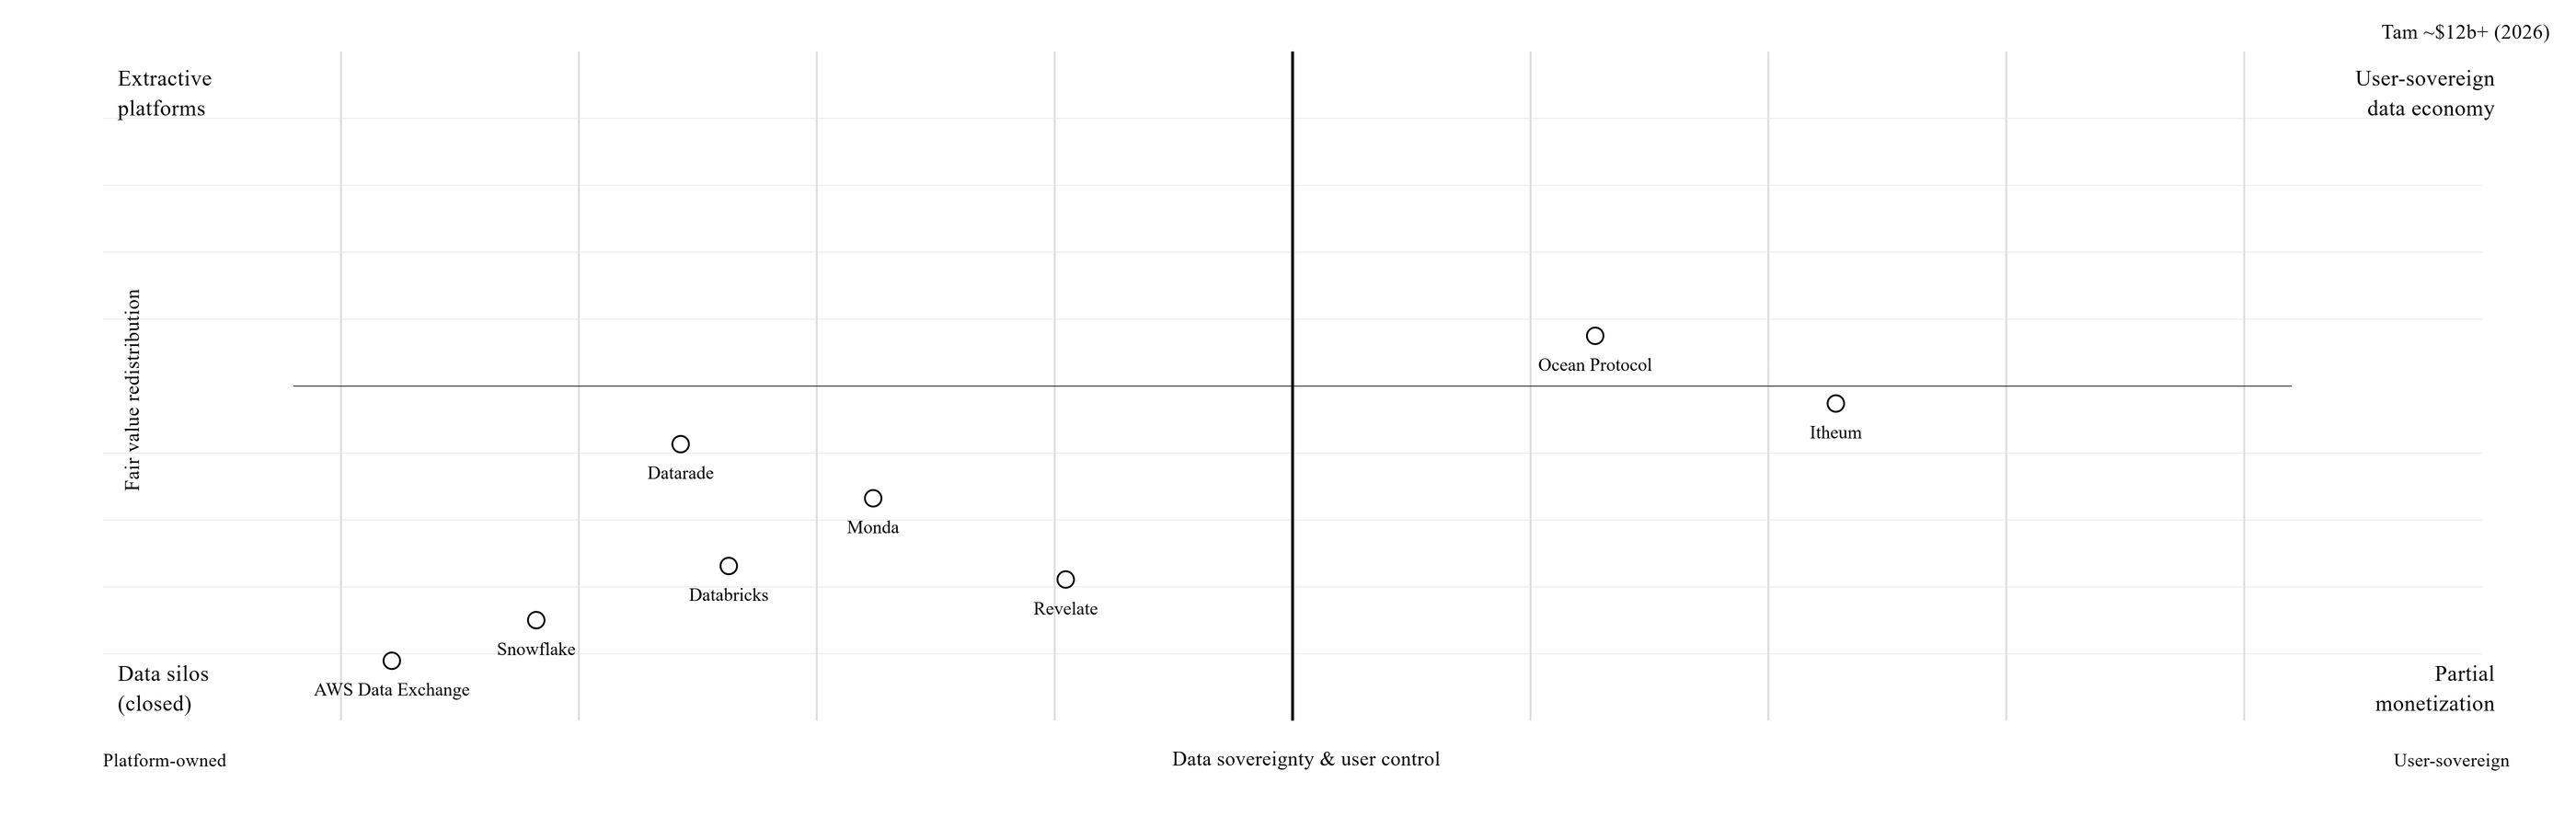 Tam ~$12b+ (2026)
Extractive
platforms
User-sovereign
data economy
Fair value redistribution
Ocean Protocol
Itheum
Datarade
Monda
Databricks
Revelate
Snowflake
AWS Data Exchange
Data silos
(closed)
Partial
monetization
Platform-owned
Data sovereignty & user control
User-sovereign